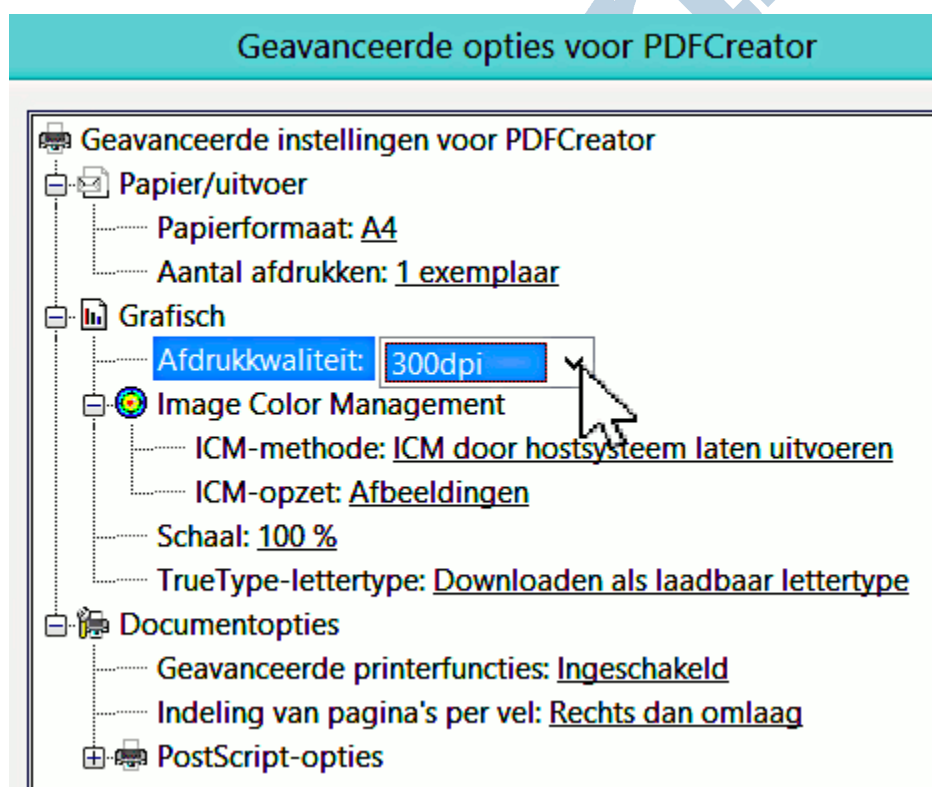 Geavanceerde opties voor PDFCreator
Geavanceerde instellingen voor PDFCreator
Papier/uitvoer
Papierformaat: A4
Aantal afdrukken: 1 exemplaar
Grafisch
Afdrukkwaliteit: 300dpi
Image Color Management
ICM-methode: ICM door hostsysteem laten uitvoeren
ICM-opzet: Afbeeldingen
Schaal: 100 %
TrueType-lettertype: Downloaden als laadbaar lettertype
Documentopties
Geavanceerde printerfuncties: Ingeschakeld
Indeling van pagina's per vel: Rechts dan omlaag
PostScript-opties